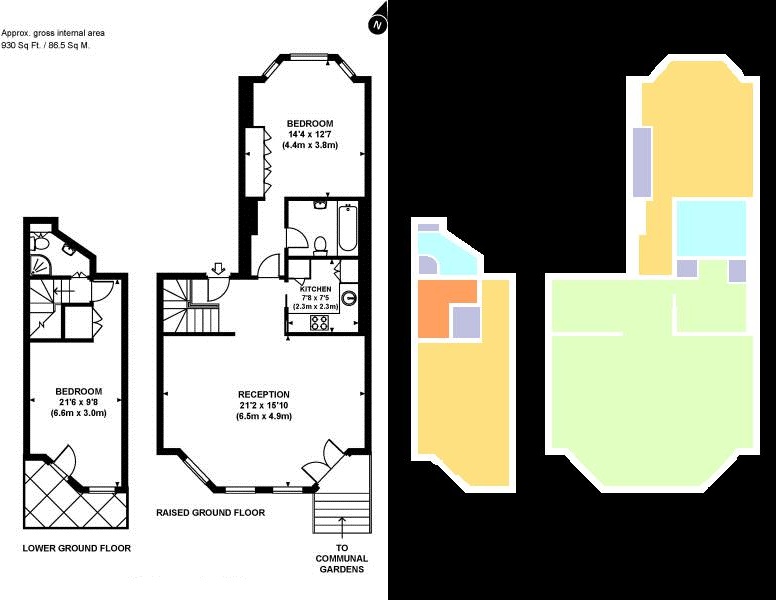 Approx. gross internal area
930 Sq Ft. / 86.5 Sq M.
N
BEDROOM
14'4 x 12'7
(4.4m x 3.8m)
KITCHEN
7'8 x 7'5
(2.3m x 2.3m)
BEDROOM
21'6 x 9'8
(6.6m x 3.0m)
RECEPTION
21'2 x 15'10
(6.5m x 4.9m)
RAISED GROUND FLOOR
LOWER GROUND FLOOR
TO
COMMUNAL
GARDENS